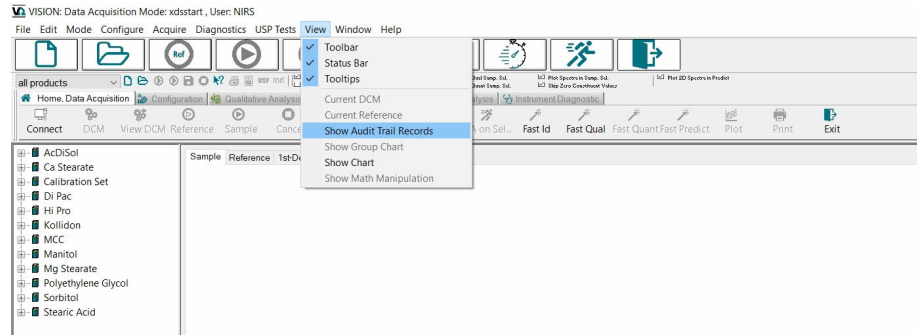 VISION: Data Acquisition Mode: xdsstart , User: NIRS
File Edit Mode Configure Acquire Diagnostics USP Tests View Window Help
Ref
all products
USP
Plot Spectra in Samp. Sel.
Plot 2D Spectra in Predict
Skip Zero Constituent Values
Home, Data Acquisition Configuration Qualitative Analysis Instrument Diagnostic
Connect DCM View DCM Reference Sample Fast Id Fast Qual Fast Quant Fast Predict Plot Print Exit
Toolbar
Status Bar
Tooltips
Current DCM
Current Reference
Show Audit Trail Records
Show Group Chart
Show Chart
Show Math Manipulation
AcDiSol
Ca Stearate
Calibration Set
Di Pac
Hi Pro
Kollidon
MCC
Manitol
Mg Stearate
Polyethylene Glycol
Sorbitol
Stearic Acid
Sample Reference